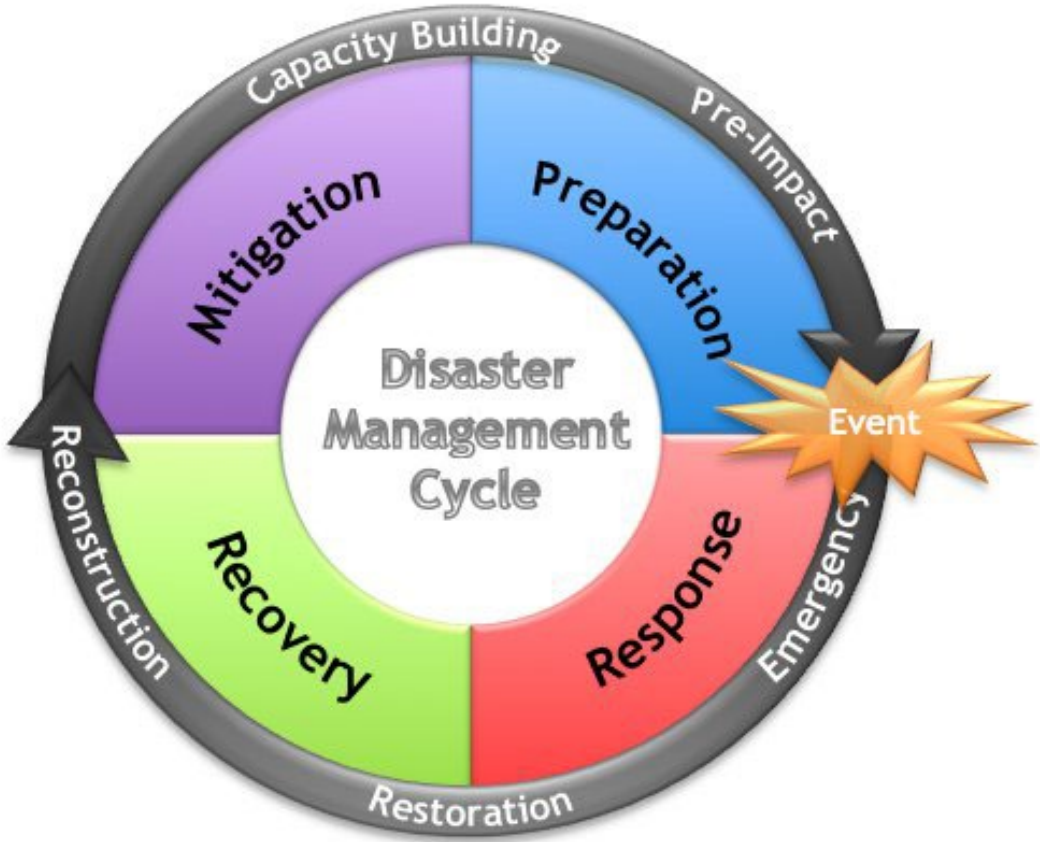 Capacity Building
Pre-Impact
Mitigation
Preparation
Disaster
Management
Cycle
Event
Reconstruction
Recovery
Response
Emergency
Restoration